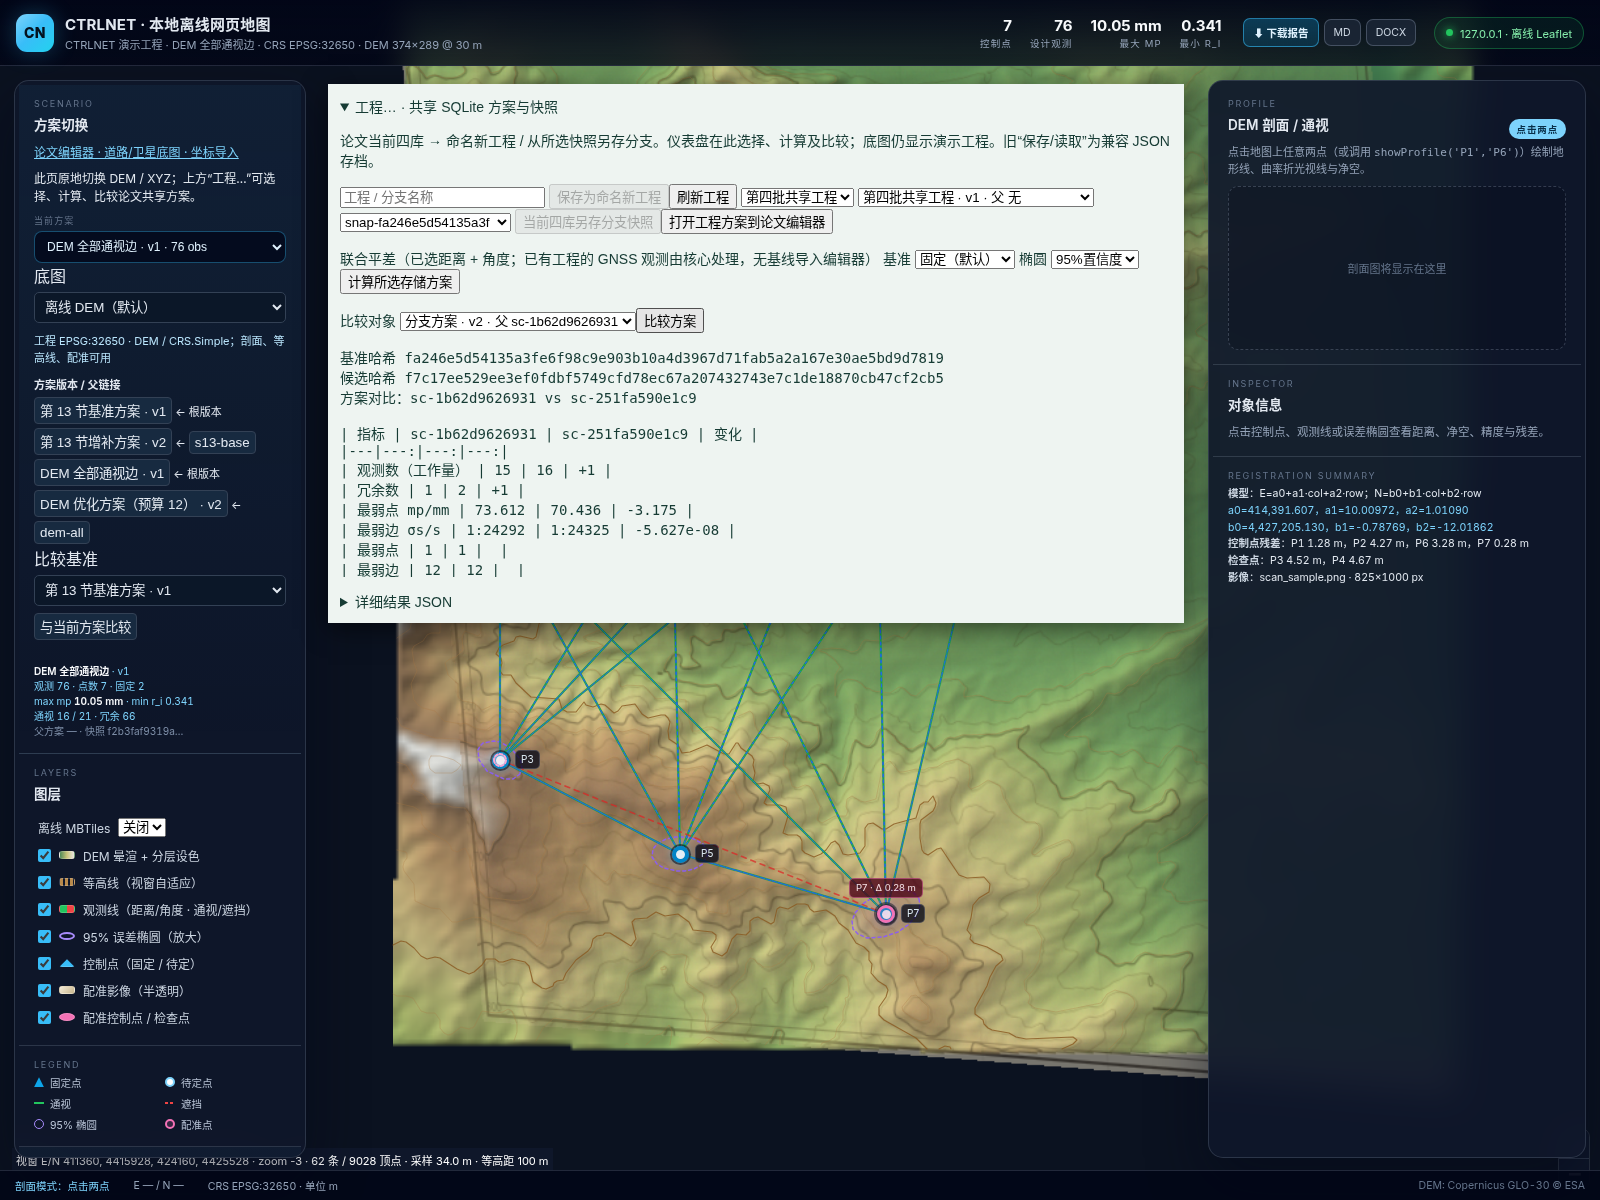 CN
CTRLNET · 本地离线网页地图
CTRLNET 演示工程 · DEM 全部通视边 · CRS EPSG:32650 · DEM 374×289 @ 30 m
7
控制点
76
设计观测
10.05 mm
最大 MP
0.341
最小 R_I
⬇ 下载报告
MD
DOCX
127.0.0.1 · 离线 Leaflet
SCENARIO
方案切换
论文编辑器 · 道路/卫星底图 · 坐标导入
此页原地切换 DEM / XYZ；上方“工程…”可选
择、计算、比较论文共享方案。
当前方案
DEM 全部通视边 · v1 · 76 obs
底图
离线 DEM（默认）
工程 EPSG:32650 · DEM / CRS.Simple；剖面、等
高线、配准可用
方案版本 / 父链接
第 13 节基准方案 · v1 ← 根版本
第 13 节增补方案 · v2 ← s13-base
DEM 全部通视边 · v1 ← 根版本
DEM 优化方案（预算 12） · v2 ←
dem-all
比较基准
第 13 节基准方案 · v1
与当前方案比较
DEM 全部通视边 · v1
观测 76 · 点数 7 · 固定 2
max mp 10.05 mm · min r_i 0.341
通视 16 / 21 · 冗余 66
父方案 — · 快照 f2b3faf9319a…
LAYERS
图层
离线 MBTiles 关闭
DEM 晕渲 + 分层设色
等高线（视窗自适应）
观测线（距离/角度 · 通视/遮挡）
95% 误差椭圆（放大）
控制点（固定 / 待定）
配准影像（半透明）
配准控制点 / 检查点
LEGEND
固定点
待定点
通视
遮挡
95% 椭圆
配准点
▼ 工程… · 共享 SQLite 方案与快照
论文当前四库 → 命名新工程 / 从所选快照另存分支。仪表盘在此选择、计算及比较；底图仍显示演示工程。旧“保存/读取”为兼容 JSON
存档。
工程 / 分支名称 保存为命名新工程 刷新工程 第四批共享工程 第四批共享工程 · v1 · 父 无
snap-fa246e5d54135a3f 当前四库另存分支快照 打开工程方案到论文编辑器
联合平差（已选距离 + 角度；已有工程的 GNSS 观测由核心处理，无基线导入编辑器） 基准 固定（默认） 椭圆 95%置信度
计算所选存储方案
比较对象 分支方案 · v2 · 父 sc-1b62d9626931 比较方案
基准哈希 fa246e5d54135a3fe6f98c9e903b10a4d3967d71fab5a2a167e30ae5bd9d7819
候选哈希 f7c17ee529ee3ef0fdbf5749cfd78ec67a207432743e7c1de18870cb47cf2cb5
方案对比：sc-1b62d9626931 vs sc-251fa590e1c9
| 指标 | sc-1b62d9626931 | sc-251fa590e1c9 | 变化 |
|---|---:|---:|---:|
| 观测数（工作量） | 15 | 16 | +1 |
| 冗余数 | 1 | 2 | +1 |
| 最弱点 mp/mm | 73.612 | 70.436 | -3.175 |
| 最弱边 σs/s | 1:24292 | 1:24325 | -5.627e-08 |
| 最弱点 | 1 | 1 |  |
| 最弱边 | 12 | 12 |  |
▶ 详细结果 JSON
P3
P5
P7 · Δ 0.28 m
P7
PROFILE
DEM 剖面 / 通视
点击两点
点击地图上任意两点（或调用 showProfile('P1','P6')）绘制地
形线、曲率折光视线与净空。
剖面图将显示在这里
INSPECTOR
对象信息
点击控制点、观测线或误差椭圆查看距离、净空、精度与残差。
REGISTRATION SUMMARY
模型：E=a0+a1·col+a2·row；N=b0+b1·col+b2·row
a0=414,391.607，a1=10.00972，a2=1.01090
b0=4,427,205.130，b1=-0.78769，b2=-12.01862
控制点残差：P1 1.28 m，P2 4.27 m，P6 3.28 m，P7 0.28 m
检查点：P3 4.52 m，P4 4.67 m
影像：scan_sample.png · 825×1000 px
视窗 E/N 411360, 4415928, 424160, 4425528 · zoom -3 · 62 条 / 9028 顶点 · 采样 34.0 m · 等高距 100 m
剖面模式：点击两点
E — / N —
CRS EPSG:32650 · 单位 m
DEM: Copernicus GLO-30 © ESA